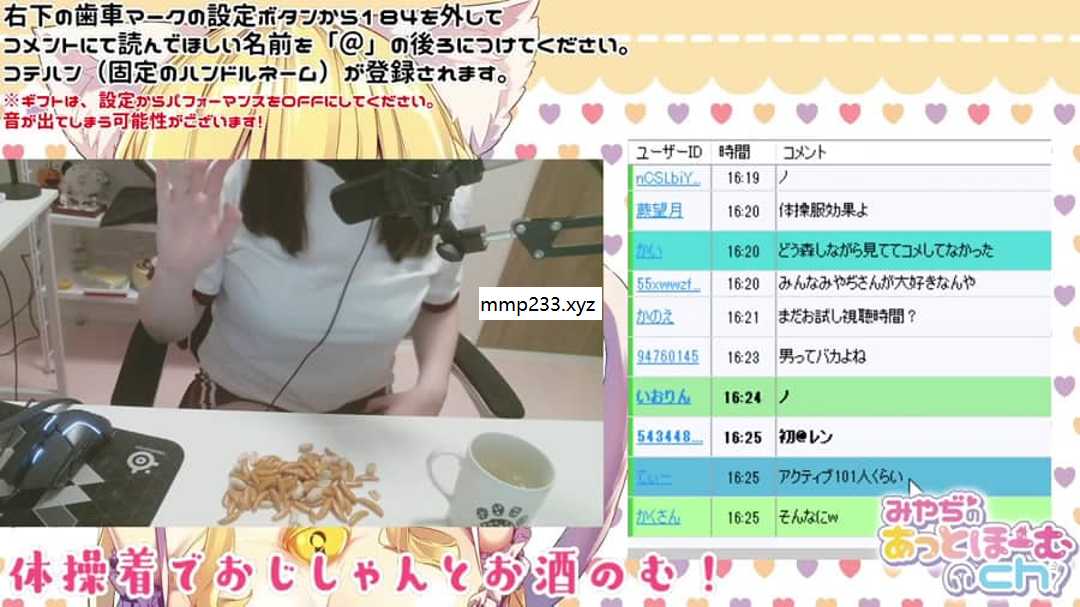 右下の歯車マークの設定ボタンから184を外して
コメントにて読んでほしい名前を「@」の後ろにつけてください。
コテハン（固定のハンドルネーム）が登録されます。
※ギフトは、設定からパフォーマンスをOFFにしてください。
音が出てしまう可能性がございます!
ユーザーID 時間 コメント
nCSLbiY... 16:19 ノ
蕨望月 16:20 体操服効果よ
かい 16:20 どう森しながら見ててコメしてなかった
55xwwzf... 16:20 みんなみやぢさんが大好きなんや
かのえ 16:21 まだお試し視聴時間？
94760145 16:23 男ってバカよね
いおりん 16:24 ノ
543448... 16:25 初@レン
てぃー 16:25 アクティブ101人くらい
かくさん 16:25 そんなにw
mmp233.xyz
みやぢの
あっとほーむ
ch
体操着でおじしゃんとお酒のむ！